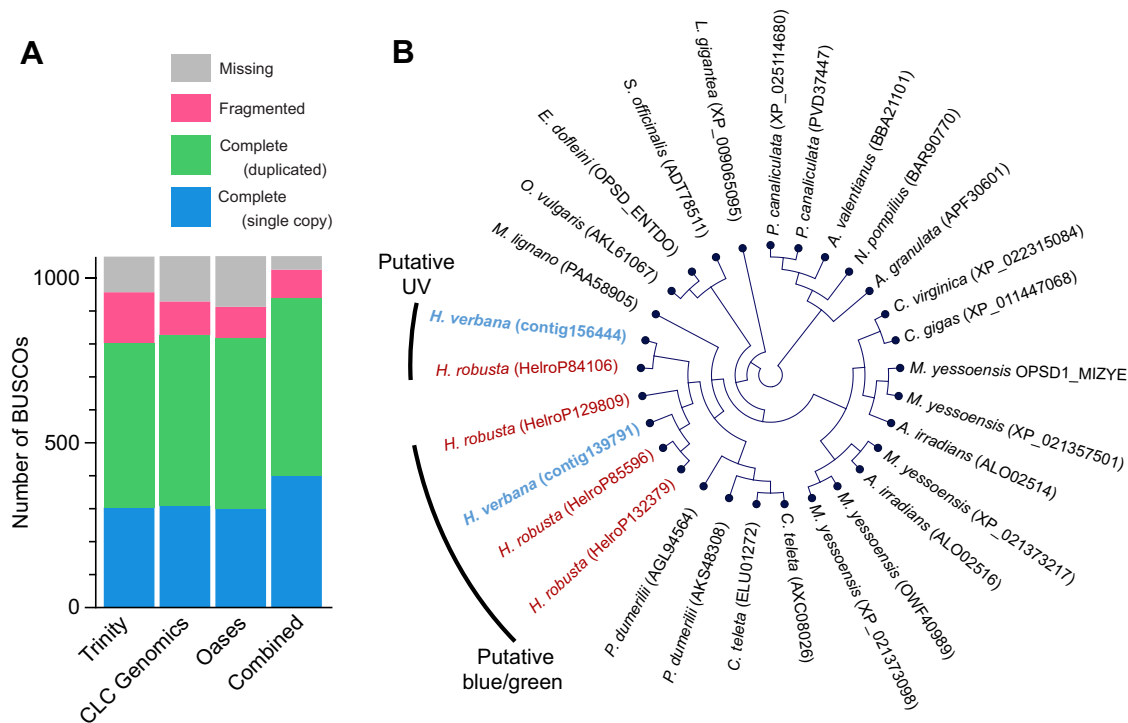 A
Missing
Fragmented
Complete
(duplicated)
Complete
(single copy)
Number of BUSCOs
1000
500
0
Trinity
CLC Genomics
Oases
Combined
B
Putative
UV
Putative
blue/green
H. robusta (HelroP132379)
H. robusta (HelroP85596)
H. verbana (contig139791)
H. robusta (HelroP129809)
H. robusta (HelroP84106)
H. verbana (contig156444)
M. lignano (PAA58905)
O. vulgaris (AKL61067)
E. dofleini (OPSD_ENTDO)
S. officinalis (ADT78511)
L. gigantea (XP_009065095)
P. canaliculata (XP_025114680)
P. canaliculata (PVD37447)
A. valentianus (BBA21101)
N. pompilius (BAR90770)
A. granulata (APF30601)
C. virginica (XP_022315084)
C. gigas (XP_011447068)
M. yessoensis OPSD1_MIZYE
M. yessoensis (XP_021357501)
A. irradians (ALO02514)
M. yessoensis (XP_021373217)
A. irradians (ALO02516)
M. yessoensis (OWF40989)
M. yessoensis (XP_021373098)
C. teleta (AXC08026)
C. teleta (ELU01272)
P. dumerilii (AKS48308)
P. dumerilii (AGL94564)